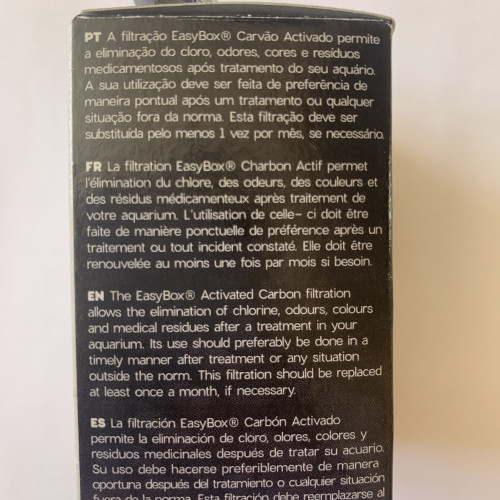 PT A filtração EasyBox® Carvão Activado permite
a eliminação do cloro, odores, cores e resíduos
medicamentosos após tratamento do seu aquário.
A sua utilização deve ser feita de preferência de
maneira pontual após um tratamento ou qualquer
situação fora da norma. Esta filtração deve ser
substituída pelo menos 1 vez por mês, se necessário.
FR La filtration EasyBox® Charbon Actif permet
l'élimination du chlore, des odeurs, des couleurs et
des résidus médicamenteux après traitement de
votre aquarium. L'utilisation de celle- ci doit être
faite de manière ponctuelle de préférence après un
traitement ou tout incident constaté. Elle doit être
renouvelée au moins une fois par mois si besoin.
EN The EasyBox® Activated Carbon filtration
allows the elimination of chlorine, odours, colours
and medical residues after a treatment in your
aquarium. Its use should preferably be done in a
timely manner after treatment or any situation
outside the norm. This filtration should be replaced
at least once a month, if necessary.
ES La filtración EasyBox® Carbón Activado
permite la eliminación de cloro, olores, colores y
residuos medicinales después de tratar su acuario.
Su uso debe hacerse preferiblemente de manera
oportuna después del tratamiento o cualquier situación
fuera de la norma. Esta filtración debe reemplazarse al